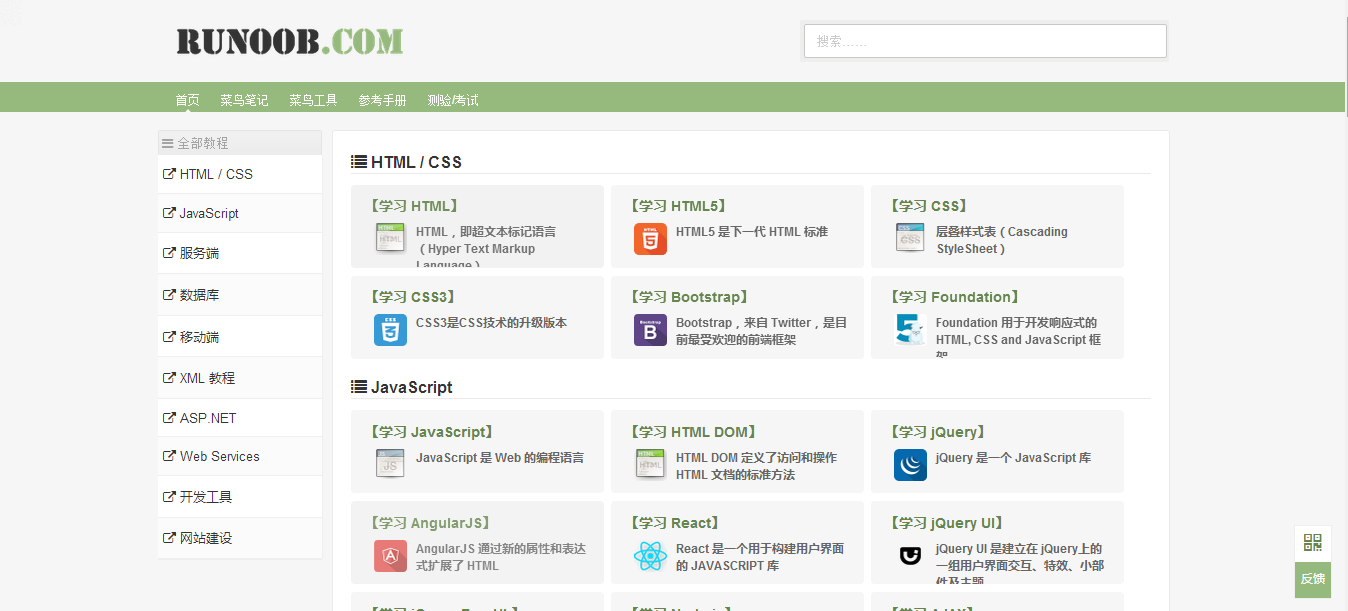 RUNOOB.COM
搜索......
首页 菜鸟笔记 菜鸟工具 参考手册 测验/考试
全部教程
HTML / CSS
JavaScript
服务端
数据库
移动端
XML 教程
ASP.NET
Web Services
开发工具
网站建设
HTML / CSS
【学习 HTML】
HTML
HTML，即超文本标记语言
（Hyper Text Markup
Language）
【学习 HTML5】
HTML
5
HTML5 是下一代 HTML 标准
【学习 CSS】
CSS
层叠样式表（Cascading
StyleSheet）
【学习 CSS3】
CSS
3
CSS3是CSS技术的升级版本
【学习 Bootstrap】
Bootstrap
B
Bootstrap，来自 Twitter，是目
前最受欢迎的前端框架
【学习 Foundation】
Foundation 用于开发响应式的
HTML, CSS and JavaScript 框
架
JavaScript
【学习 JavaScript】
JS
JavaScript 是 Web 的编程语言
【学习 HTML DOM】
HTML
HTML DOM 定义了访问和操作
HTML 文档的标准方法
【学习 jQuery】
jQuery 是一个 JavaScript 库
【学习 AngularJS】
A
AngularJS 通过新的属性和表达
式扩展了 HTML
【学习 React】
React 是一个用于构建用户界面
的 JAVASCRIPT 库
【学习 jQuery UI】
jQuery UI 是建立在 jQuery上的
一组用户界面交互、特效、小部
件及主题
反馈